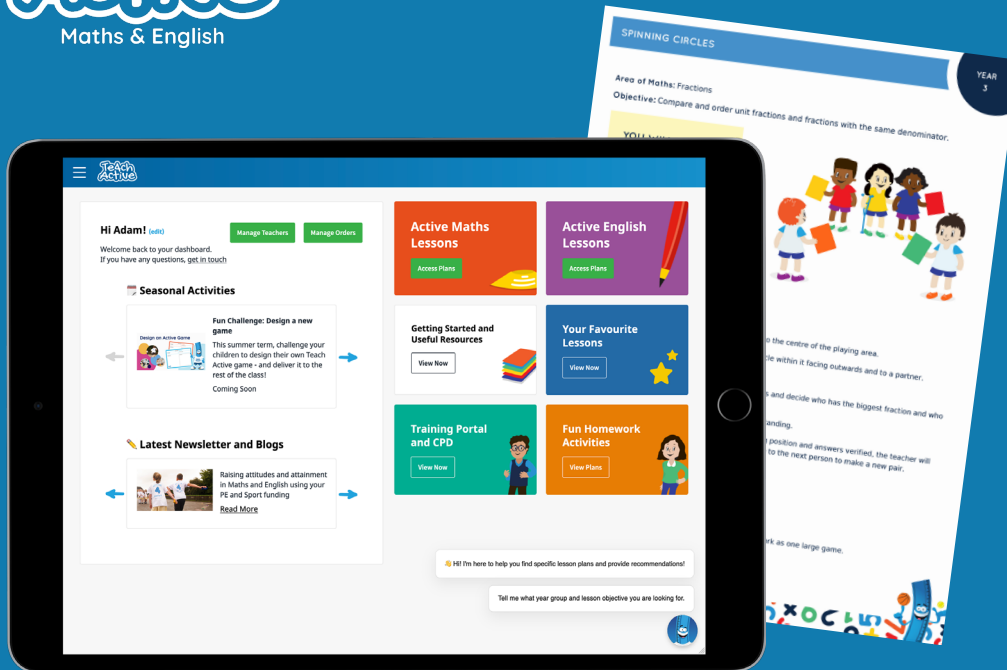 Active
Maths & English
SPINNING CIRCLES
YEAR
3
Area of Maths: Fractions
Objective: Compare and order unit fractions and fractions with the same denominator.
YOU
o the centre of the playing area.
le within it facing outwards and to a partner.
s and decide who has the biggest fraction and who
anding.
position and answers verified, the teacher will
to the next person to make a new pair.
rk as one large game.
Teach
Active
Hi Adam! (edit)
Manage Teachers
Manage Orders
Welcome back to your dashboard.
If you have any questions, get in touch
Seasonal Activities
Design an Active Game
Fun Challenge: Design a new
game
This summer term, challenge your
children to design their own Teach
Active game - and deliver it to the
rest of the class!
Coming Soon
Latest Newsletter and Blogs
Raising attitudes and attainment
in Maths and English using your
PE and Sport funding
Read More
Active Maths
Lessons
Access Plans
Active English
Lessons
Access Plans
Getting Started and
Useful Resources
View Now
Your Favourite
Lessons
View Now
Training Portal
and CPD
View Now
Fun Homework
Activities
View Plans
👋 Hi! I'm here to help you find specific lesson plans and provide recommendations!
Tell me what year group and lesson objective you are looking for.